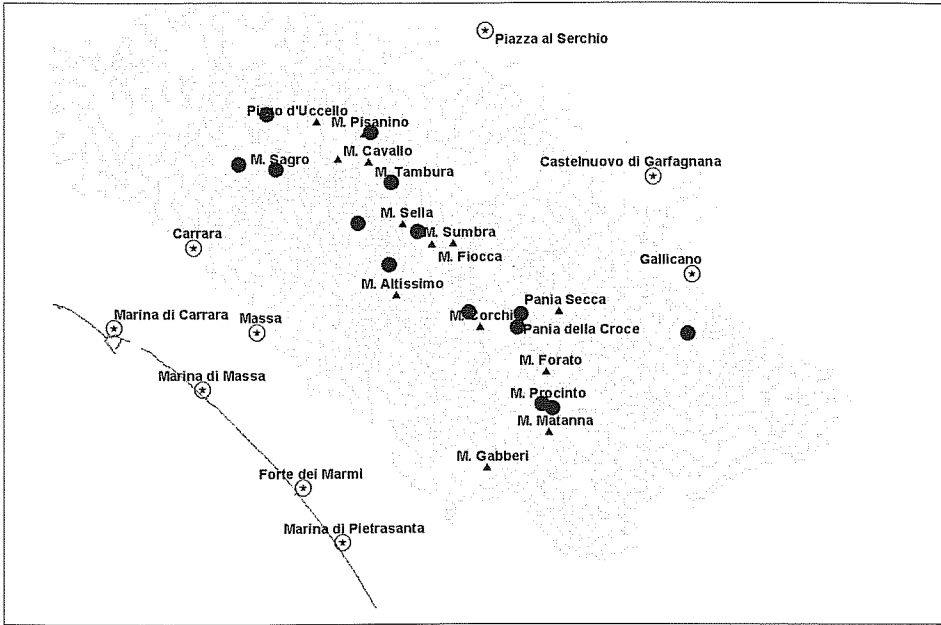 Piazza al Serchio
Pizzo d'Uccello
M. Pisanino
M. Cavallo
M. Sagro
M. Tambura
Castelnuovo di Garfagnana
M. Sella
M. Sumbra
Carrara
M. Fiocca
Gallicano
M. Altissimo
Pania Secca
M. Corchi
Marina di Carrara
Massa
Pania della Croce
M. Forato
Marina di Massa
M. Procinto
M. Matanna
M. Gabberi
Forte dei Marmi
Marina di Pietrasanta